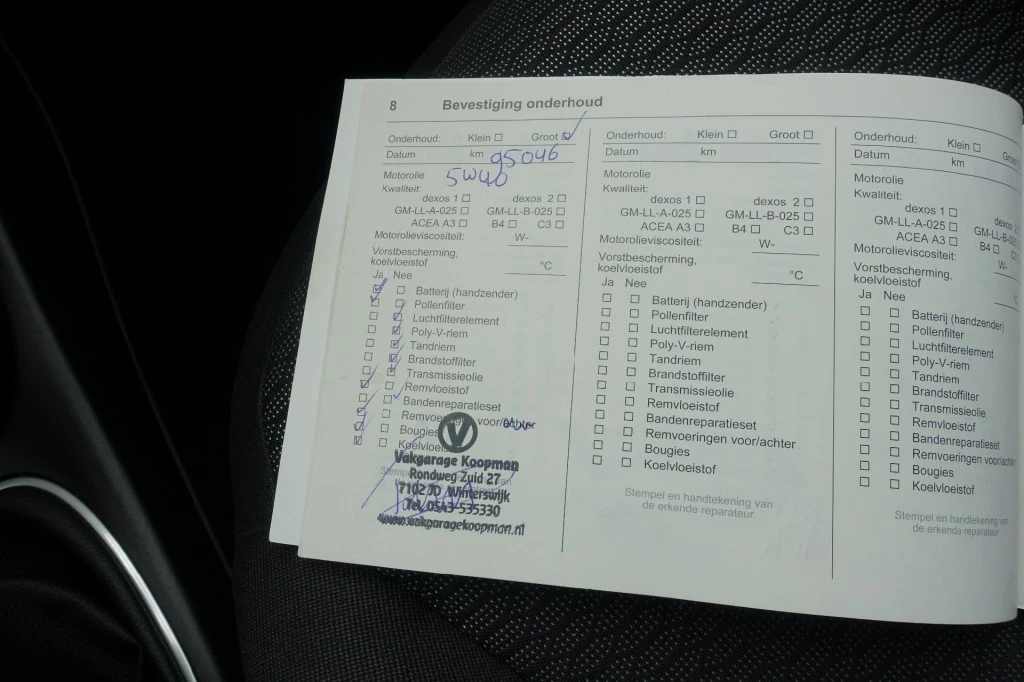 8 Bevestiging onderhoud
Onderhoud: Klein ☐ Groot ☑
Datum km 95046
Motorolie 5W40
Kwaliteit:
dexos 1 ☐ dexos 2 ☐
GM-LL-A-025 ☐ GM-LL-B-025 ☐
ACEA A3 ☐ B4 ☐ C3 ☐
Motorolieviscositeit: W-
Vorstbescherming,
koelvloeistof °C
Ja Nee
Batterij (handzender)
Pollenfilter
Luchtfilterelement
Poly-V-riem
Tandriem
Brandstoffilter
Transmissieolie
Remvloeistof
Bandenreparatieset
Remvoeringen voor/achter
Bougies
Koelvloeistof
Vakgarage Koopman
Rondweg Zuid 27
7102 JD Winterswijk
Tel. 0543-535330
www.vakgaragekoopman.nl
Onderhoud: Klein ☐ Groot ☐
Datum km
Motorolie
Kwaliteit:
dexos 1 ☐ dexos 2 ☐
GM-LL-A-025 ☐ GM-LL-B-025 ☐
ACEA A3 ☐ B4 ☐ C3 ☐
Motorolieviscositeit: W-
Vorstbescherming,
koelvloeistof °C
Ja Nee
☐ ☐ Batterij (handzender)
☐ ☐ Pollenfilter
☐ ☐ Luchtfilterelement
☐ ☐ Poly-V-riem
☐ ☐ Tandriem
☐ ☐ Brandstoffilter
☐ ☐ Transmissieolie
☐ ☐ Remvloeistof
☐ ☐ Bandenreparatieset
☐ ☐ Remvoeringen voor/achter
☐ ☐ Bougies
☐ ☐ Koelvloeistof
Stempel en handtekening van
de erkende reparateur
Onderhoud: Klein ☐
Datum km
Motorolie
Kwaliteit:
dexos 1 ☐ dexos
GM-LL-A-025 ☐ GM-LL-B-025
ACEA A3 ☐ B4 ☐
Motorolieviscositeit: W-
Vorstbescherming,
koelvloeistof
Ja Nee
☐ ☐ Batterij (handzender)
☐ ☐ Pollenfilter
☐ ☐ Luchtfilterelement
☐ ☐ Poly-V-riem
☐ ☐ Tandriem
☐ ☐ Brandstoffilter
☐ ☐ Transmissieolie
☐ ☐ Remvloeistof
☐ ☐ Bandenreparatieset
☐ ☐ Remvoeringen voor/achter
☐ ☐ Bougies
☐ ☐ Koelvloeistof
Stempel en handtekening van
de erkende reparateur